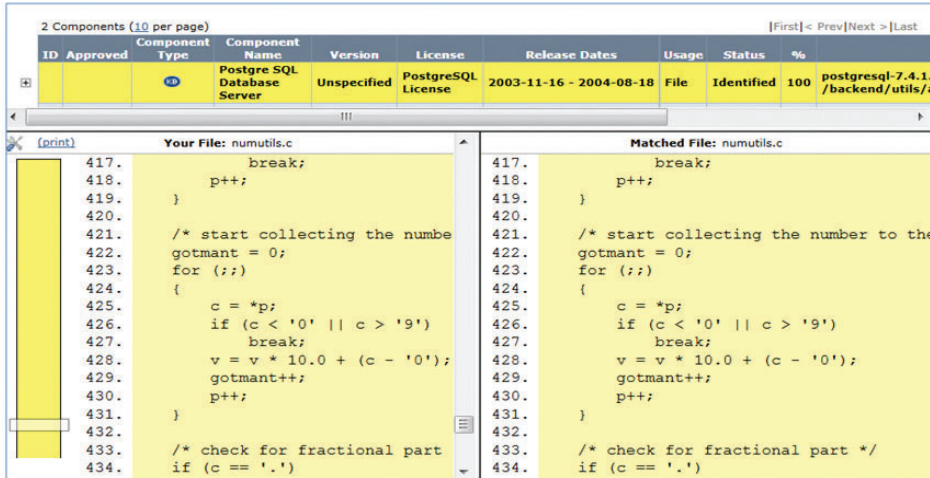 2 Components (10 per page) |First|< Prev|Next >|Last
ID Approved Component Type Component Name Version License Release Dates Usage Status %
Postgre SQL Database Server Unspecified PostgreSQL License 2003-11-16 - 2004-08-18 File Identified 100 postgresql-7.4.1. /backend/utils/a
(print) Your File: numutils.c
417. break;
418. p++;
419. }
420.
421. /* start collecting the numbe
422. gotmant = 0;
423. for (;;)
424. {
425. c = *p;
426. if (c < '0' || c > '9')
427. break;
428. v = v * 10.0 + (c - '0');
429. gotmant++;
430. p++;
431. }
432.
433. /* check for fractional part
434. if (c == '.')
Matched File: numutils.c
417. break;
418. p++;
419. }
420.
421. /* start collecting the number to the
422. gotmant = 0;
423. for (;;)
424. {
425. c = *p;
426. if (c < '0' || c > '9')
427. break;
428. v = v * 10.0 + (c - '0');
429. gotmant++;
430. p++;
431. }
432.
433. /* check for fractional part */
434. if (c == '.')